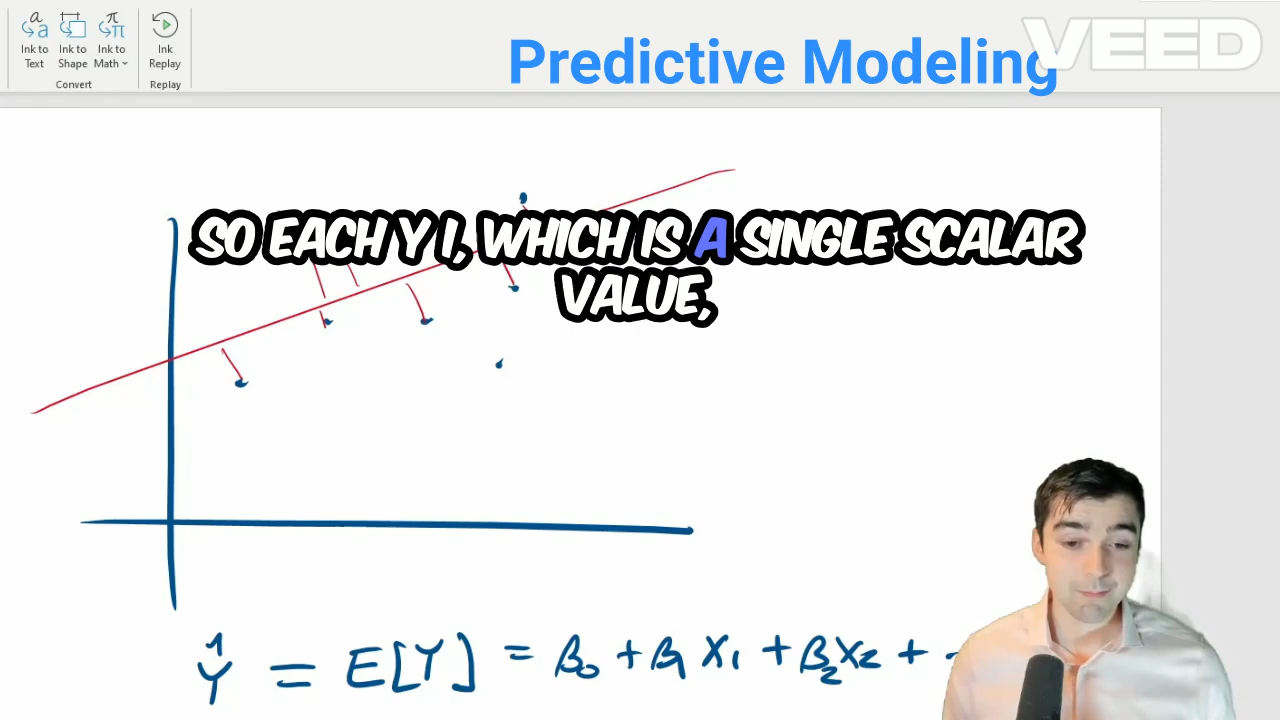 Ink to Text
Ink to Shape
Ink to Math
Ink Replay
Convert
Replay
Predictive Modeling
VEED
SO EACH Y I, WHICH IS A SINGLE SCALAR
VALUE,
Ŷ = E[Y] = β₀ + β₁ X₁ + β₂ X₂ +